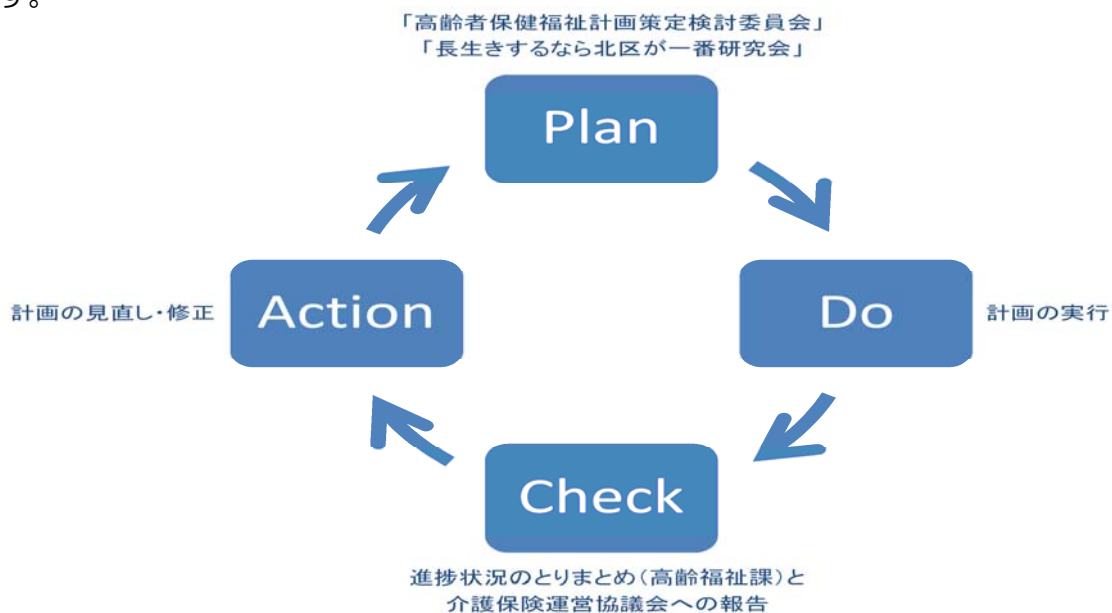 す。
「高齢者保健福祉計画策定検討委員会」
「長生きするなら北区が一番研究会」
Plan
計画の見直し・修正
Action
Do
計画の実行
Check
進捗状況のとりまとめ（高齢福祉課）と
介護保険運営協議会への報告